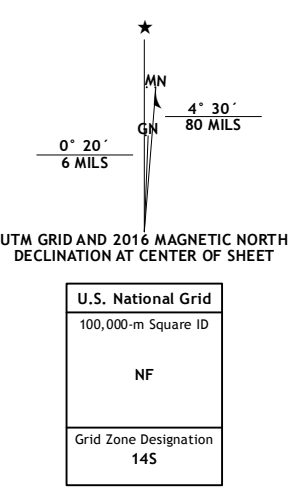 MN
GN
4° 30´
80 MILS
0° 20´
6 MILS
UTM GRID AND 2016 MAGNETIC NORTH
DECLINATION AT CENTER OF SHEET
U.S. National Grid
100,000-m Square ID
NF
Grid Zone Designation
14S